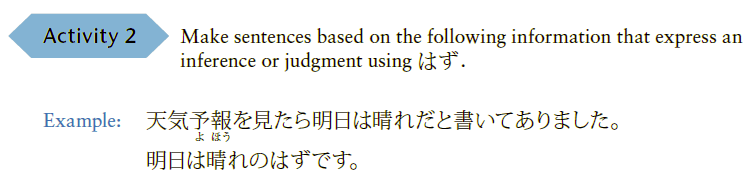 Activity 2
Make sentences based on the following information that express an
inference or judgment using はず.
Example:
天気予報を見たら明日は晴れだと書いてありました。
よ ほう
明日は晴れのはずです。